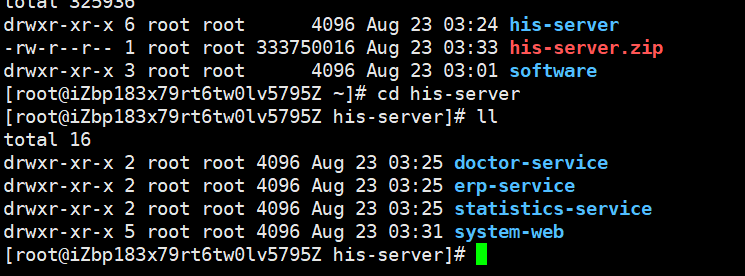 total 325936
drwxr-xr-x 6 root root      4096 Aug 23 03:24 his-server
-rw-r--r-- 1 root root 333750016 Aug 23 03:33 his-server.zip
drwxr-xr-x 3 root root      4096 Aug 23 03:01 software
[root@iZbp183x79rt6tw0lv5795Z ~]# cd his-server
[root@iZbp183x79rt6tw0lv5795Z his-server]# ll
total 16
drwxr-xr-x 2 root root 4096 Aug 23 03:25 doctor-service
drwxr-xr-x 2 root root 4096 Aug 23 03:25 erp-service
drwxr-xr-x 2 root root 4096 Aug 23 03:25 statistics-service
drwxr-xr-x 5 root root 4096 Aug 23 03:31 system-web
[root@iZbp183x79rt6tw0lv5795Z his-server]#